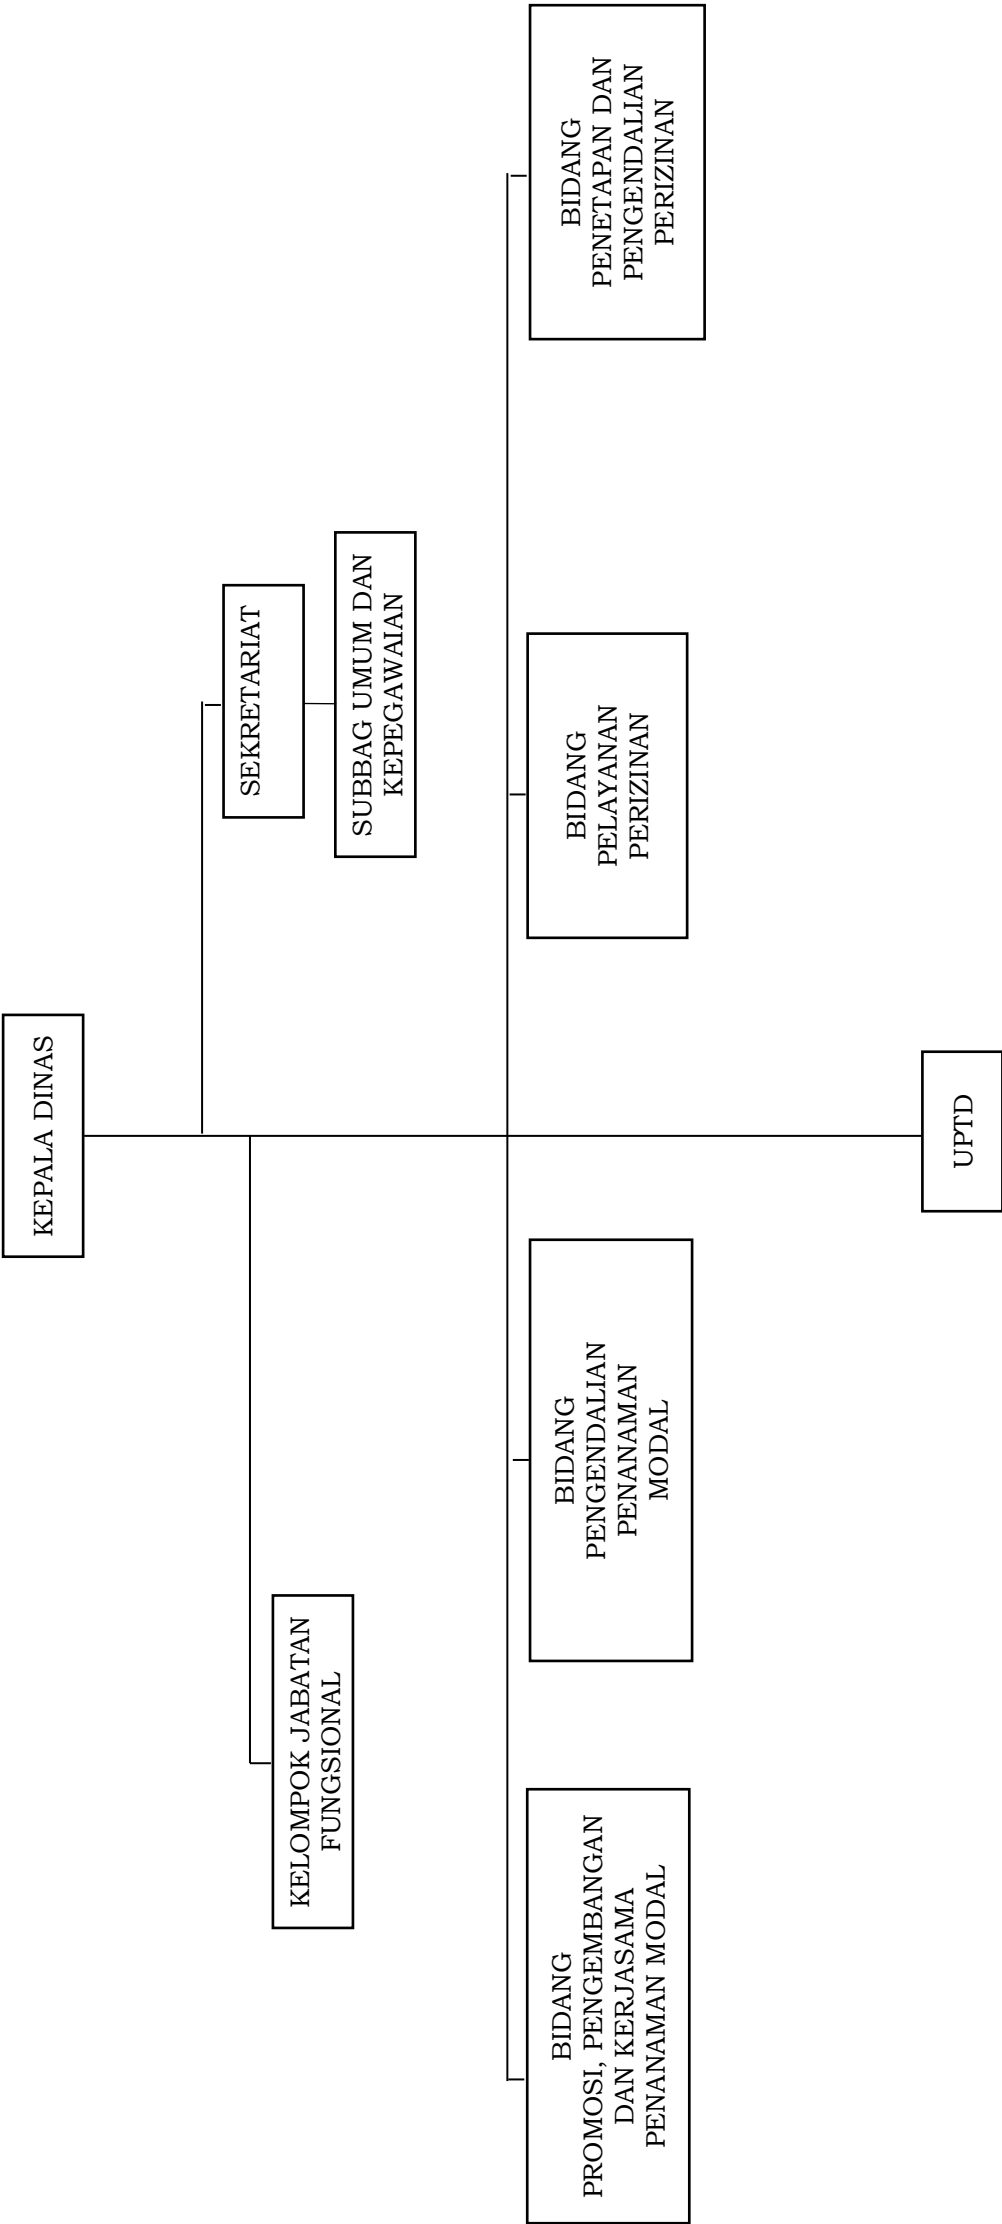 KEPALA DINAS
SEKRETARIAT
SUBBAG UMUM DAN
KEPEGAWAIAN
KELOMPOK JABATAN
FUNGSIONAL
BIDANG
PROMOSI, PENGEMBANGAN
DAN KERJASAMA
PENANAMAN MODAL
BIDANG
PENGENDALIAN
PENANAMAN
MODAL
BIDANG
PELAYANAN
PERIZINAN
BIDANG
PENETAPAN DAN
PENGENDALIAN
PERIZINAN
UPTD